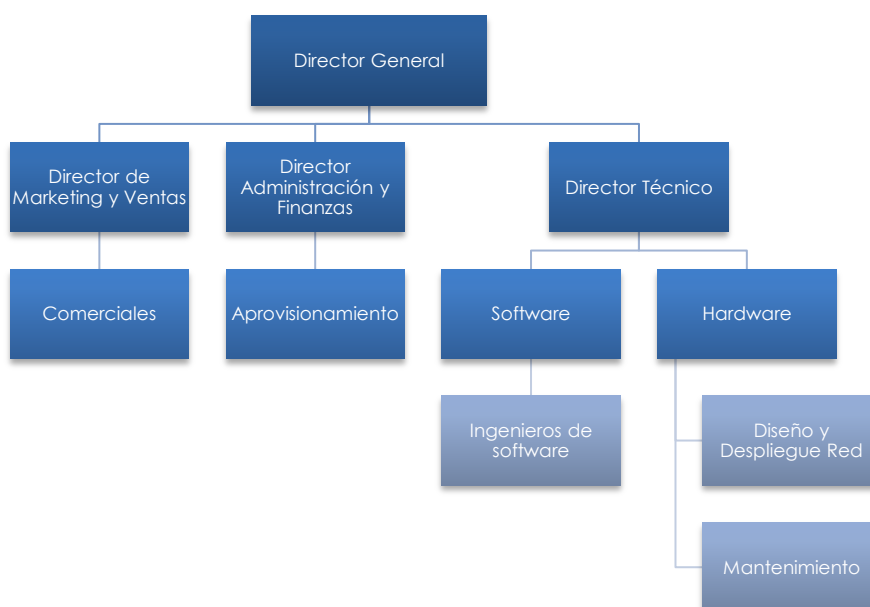 Director General
Director de
Marketing y Ventas
Director
Administración y
Finanzas
Director Técnico
Comerciales
Aprovisionamiento
Software
Hardware
Ingenieros de
software
Diseño y
Despliegue Red
Mantenimiento